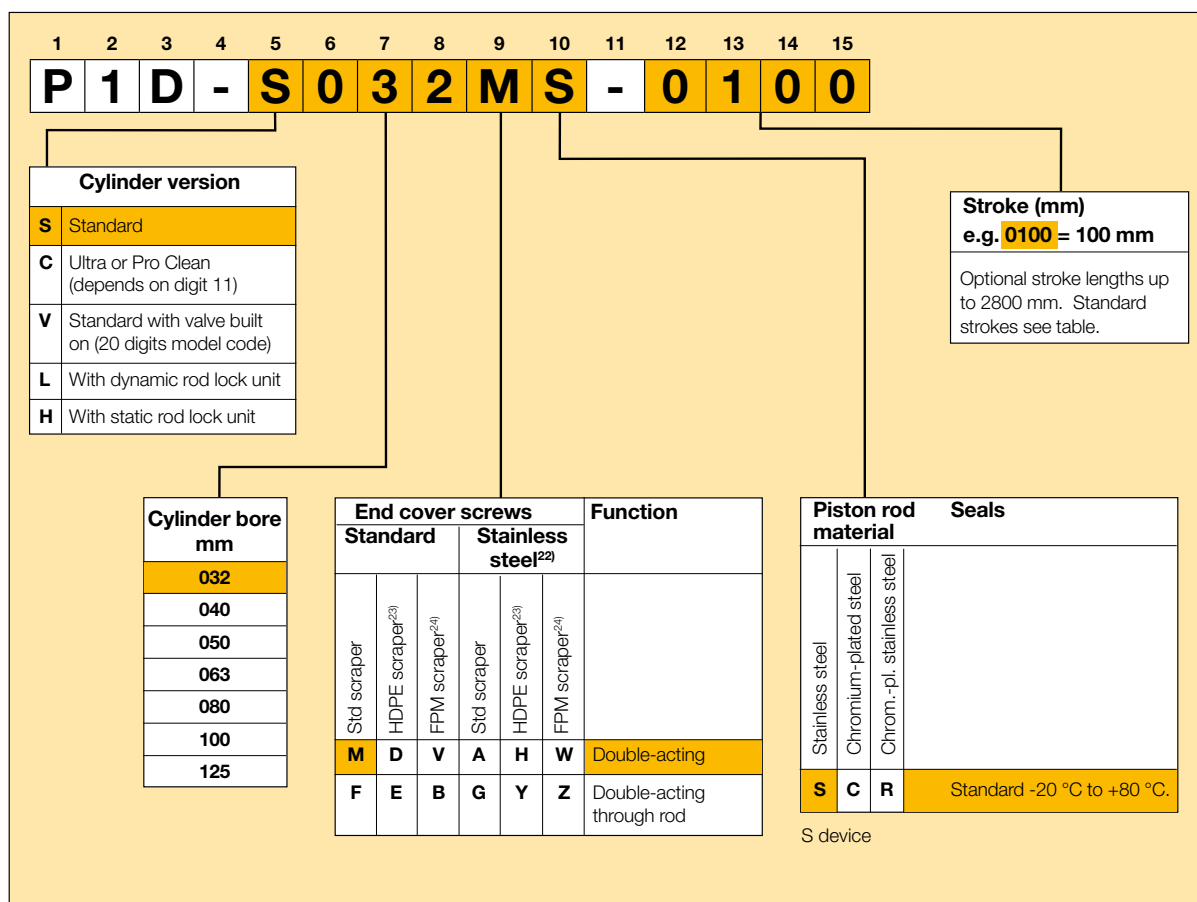 1 2 3 4 5 6 7 8 9 10 11 12 13 14 15
P 1 D - S 0 3 2 M S - 0 1 0 0
Cylinder version
S Standard
C Ultra or Pro Clean
(depends on digit 11)
V Standard with valve built
on (20 digits model code)
L With dynamic rod lock unit
H With static rod lock unit
Stroke (mm)
e.g. 0100 = 100 mm
Optional stroke lengths up
to 2800 mm. Standard
strokes see table.
Cylinder bore
mm
032
040
050
063
080
100
125
End cover screws Function
Standard Stainless
steel22)
Std scraper
HDPE scraper23)
FPM scraper24)
Std scraper
HDPE scraper23)
FPM scraper24)
M D V A H W Double-acting
F E B G Y Z Double-acting
through rod
Piston rod Seals
material
Stainless steel
Chromium-plated steel
Chrom.-pl. stainless steel
S C R Standard -20 °C to +80 °C.
S device